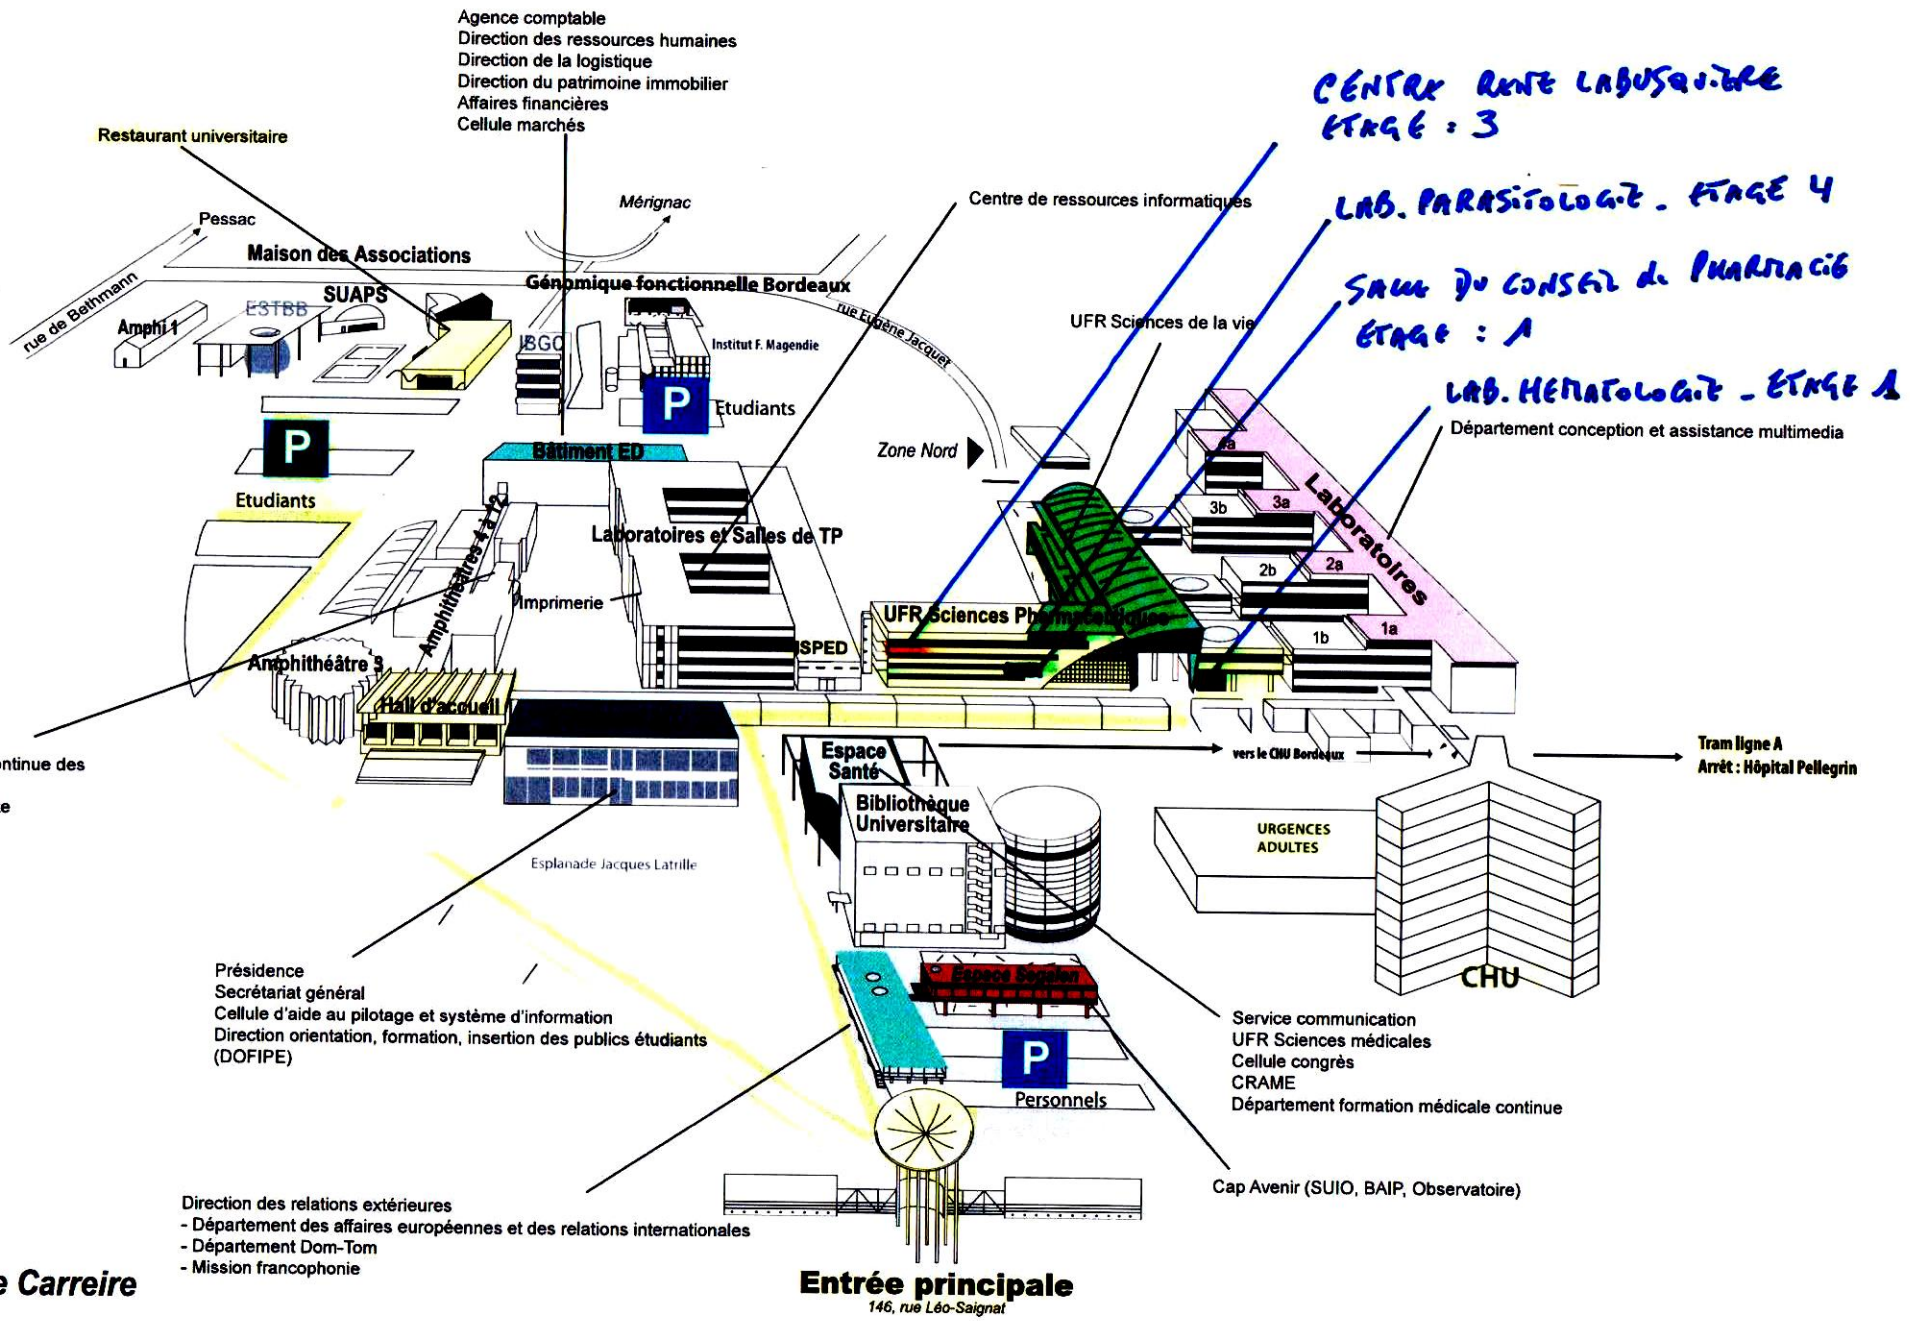 Agence comptable
Direction des ressources humaines
Direction de la logistique
Direction du patrimoine immobilier
Affaires financières
Cellule marchés
CENTRE RENE LABUSQUIÈRE
ETAGE : 3
Restaurant universitaire
LAB. PARASITOLOGIE - ETAGE 4
Mérignac
Centre de ressources informatiques
Pessac
Maison des Associations
SALLE DU CONSEIL de PHARMACIE
ETAGE : 1
Génomique fonctionnelle Bordeaux
rue de Bethmann
SUAPS
ESTBB
Amphi 1
rue Eugène Jacquet
UFR Sciences de la vie
IBGC
Institut F. Magendie
LAB. HEMATOLOGIE - ETAGE 1
P
Etudiants
Département conception et assistance multimedia
P
Etudiants
Bâtiment ED
Zone Nord
4a
Laboratoires
3b
3a
Amphithéâtres 4 à 12
Laboratoires et Salles de TP
2b
2a
Imprimerie
UFR Sciences Pharmaceutiques
1b
1a
ISPED
Amphithéâtre 3
Hall d'accueil
Espace
Santé
vers le CHU Bordeaux
Tram ligne A
Arrêt : Hôpital Pellegrin
ontinue des
e
Bibliothèque
Universitaire
URGENCES
ADULTES
Esplanade Jacques Latrille
CHU
Présidence
Secrétariat général
Cellule d'aide au pilotage et système d'information
Direction orientation, formation, insertion des publics étudiants
(DOFIPE)
Espace Segalen
P
Personnels
Service communication
UFR Sciences médicales
Cellule congrès
CRAME
Département formation médicale continue
Cap Avenir (SUIO, BAIP, Observatoire)
Direction des relations extérieures
- Département des affaires européennes et des relations internationales
- Département Dom-Tom
- Mission francophonie
e Carreire
Entrée principale
146, rue Léo-Saignat